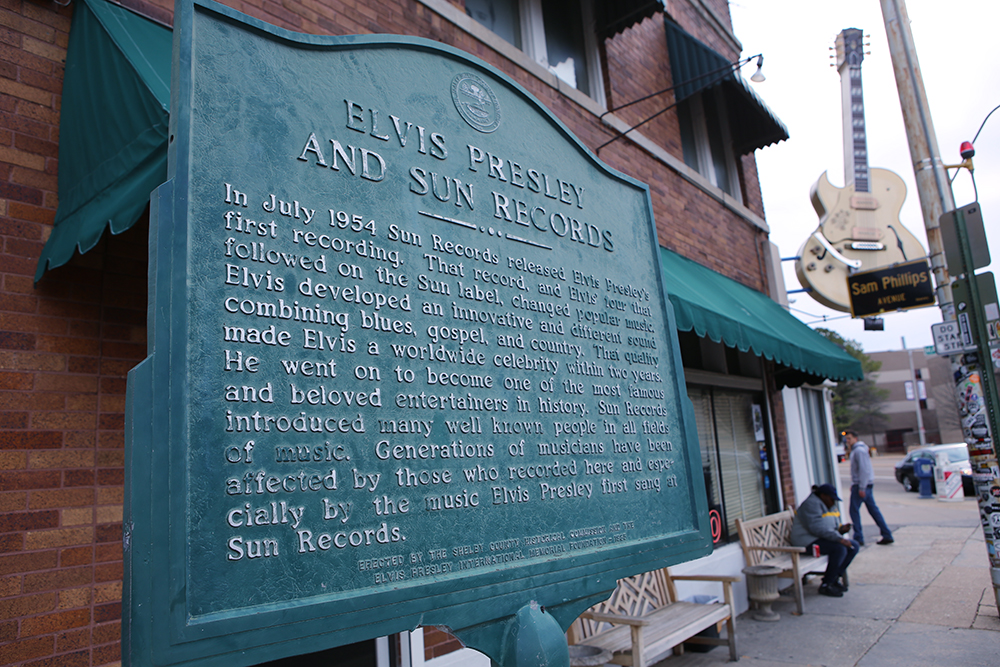 ELVIS PRESLEY
AND SUN RECORDS
In July 1954 Sun Records released Elvis Presley's
first recording. That record, and Elvis' four that
followed on the Sun label, changed popular music.
Elvis developed an innovative and different sound
combining blues, gospel, and country. That quality
made Elvis a worldwide celebrity within two years.
He went on to become one of the most famous
and beloved entertainers in history. Sun Records
introduced many well known people in all fields
of music. Generations of musicians have been
affected by those who recorded here and espe-
cially by the music Elvis Presley first sang at
Sun Records.
ERECTED BY THE SHELBY COUNTY HISTORICAL COMMISSION AND THE
ELVIS PRESLEY INTERNATIONAL MEMORIAL FOUNDATION
Sam Phillips
AVENUE
DO